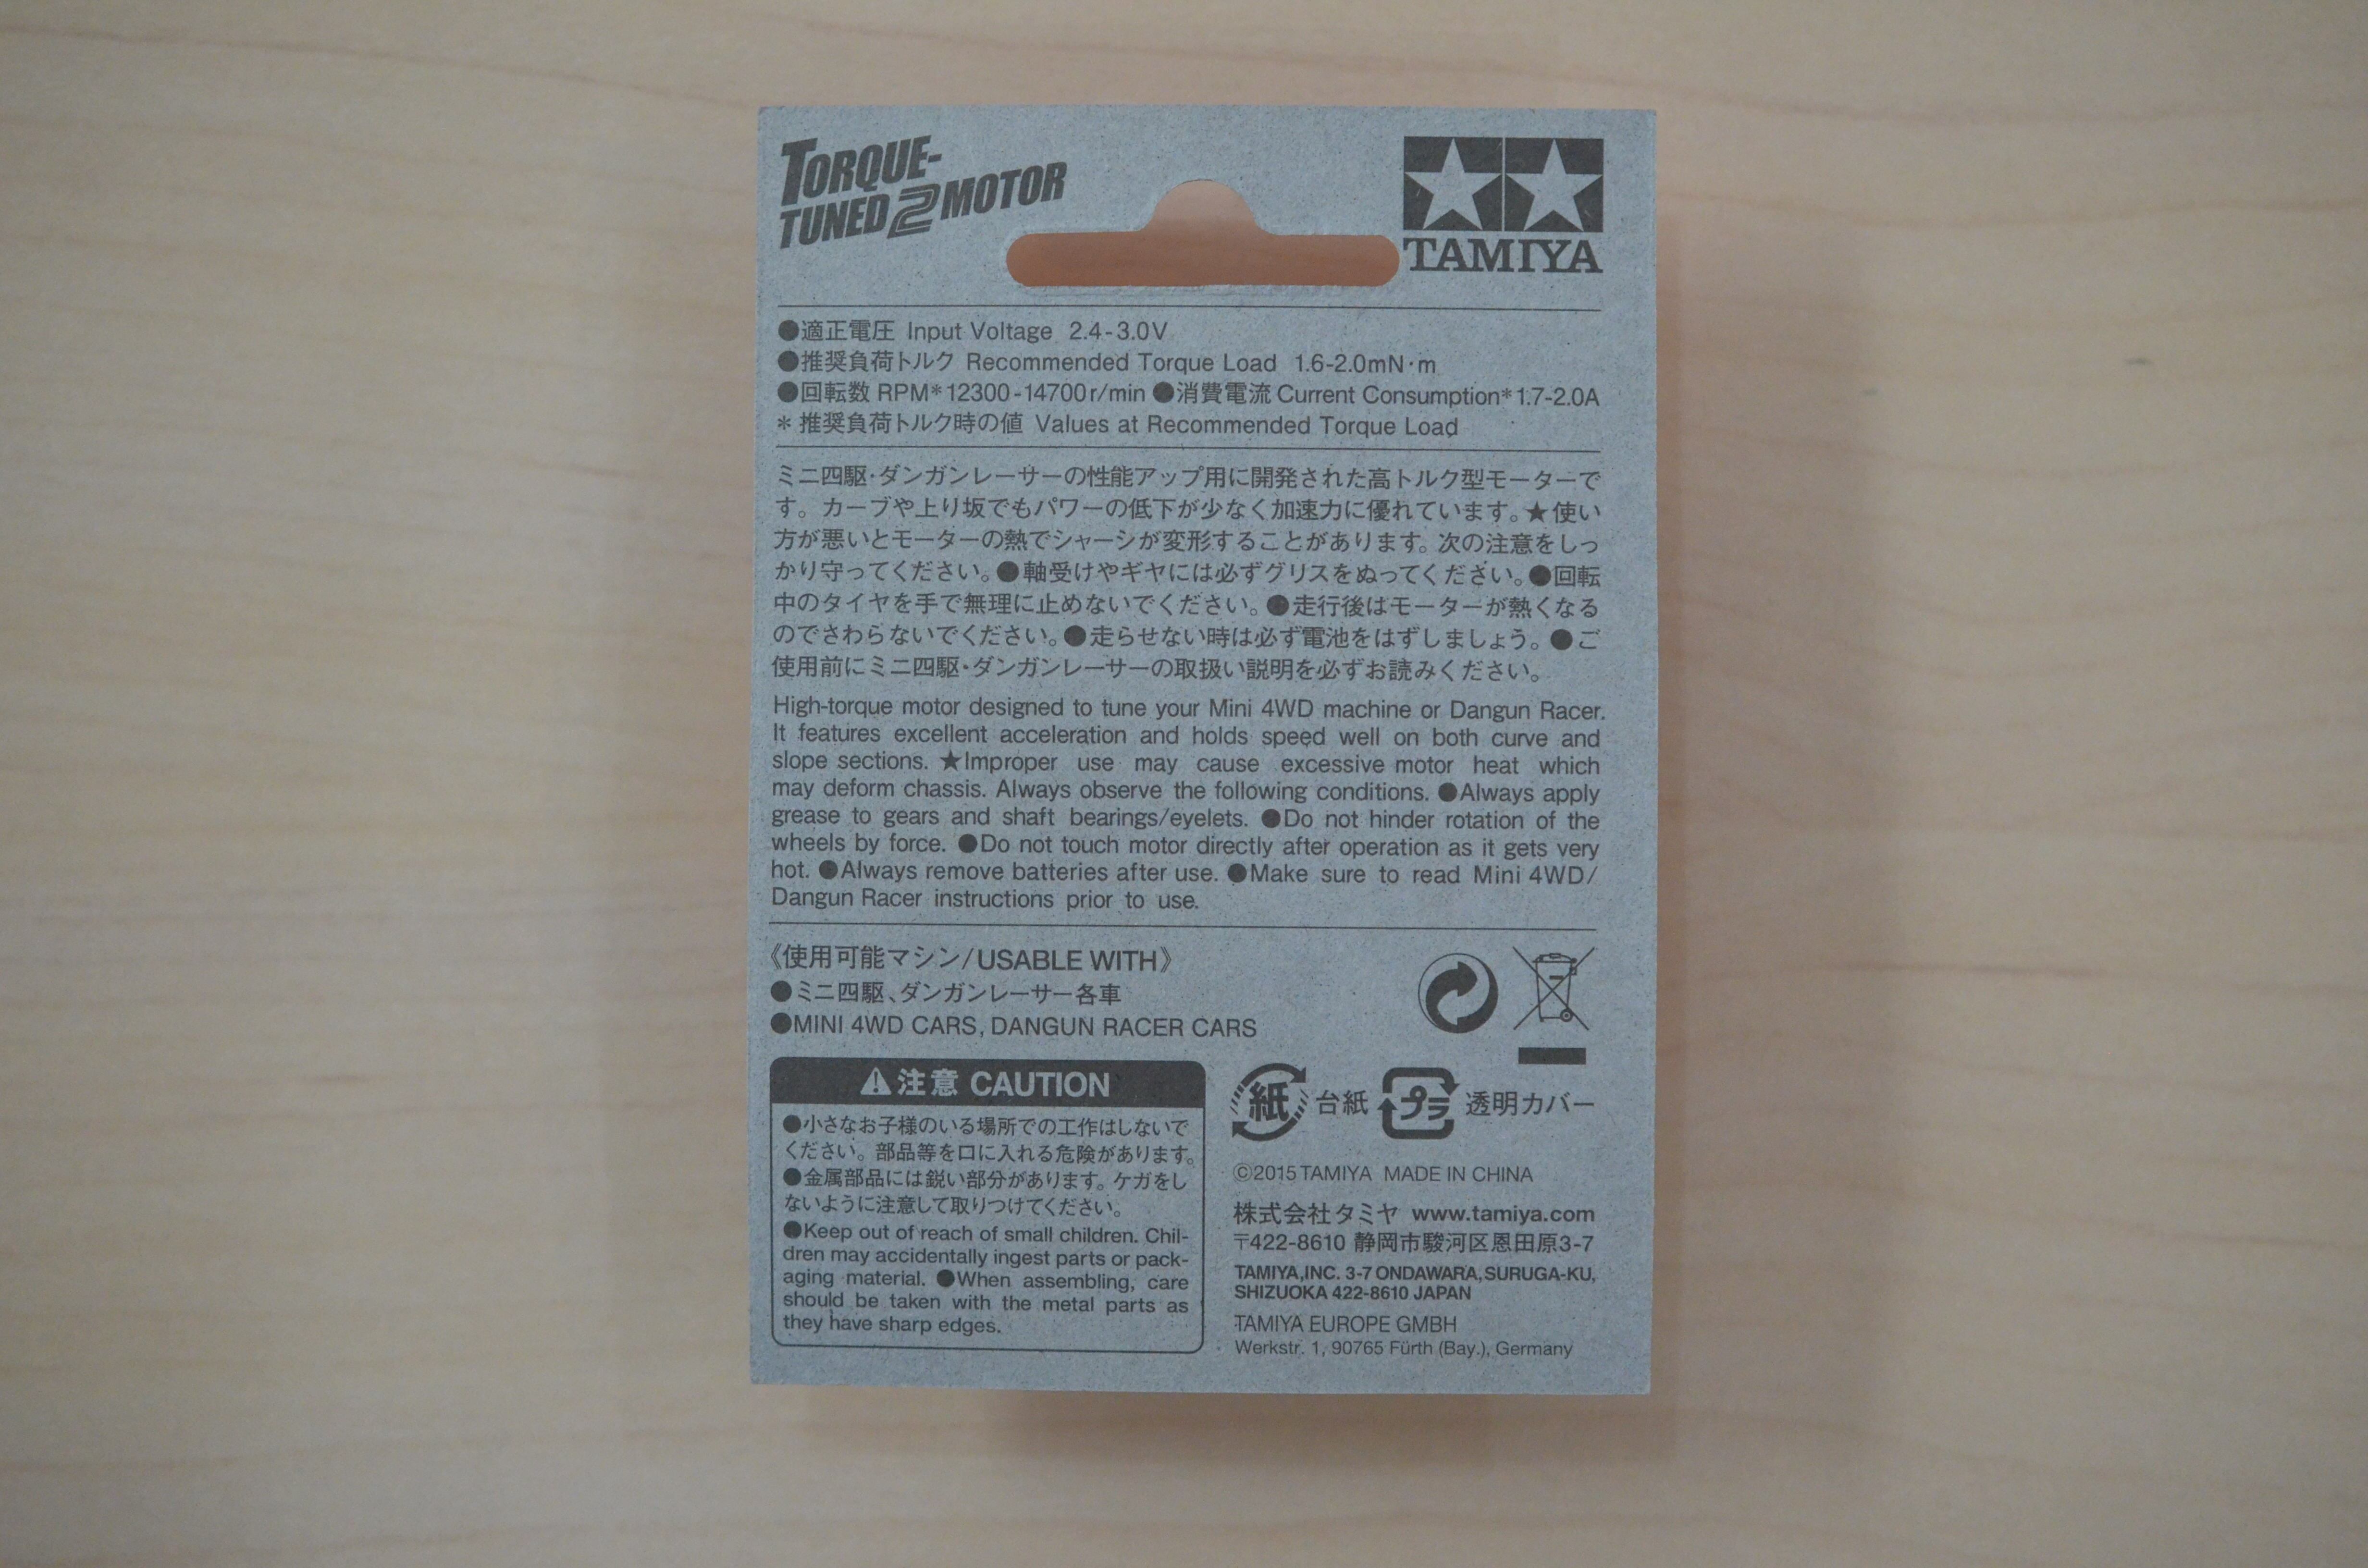 TORQUE-
TUNED 2 MOTOR
TAMIYA
●適正電圧 Input Voltage 2.4-3.0V
●推奨負荷トルク Recommended Torque Load 1.6-2.0mN·m
●回転数 RPM*12300-14700r/min ●消費電流 Current Consumption*1.7-2.0A
* 推奨負荷トルク時の値 Values at Recommended Torque Load
ミニ四駆・ダンガンレーサーの性能アップ用に開発された高トルク型モーターで
す。カーブや上り坂でもパワーの低下が少なく加速力に優れています。★使い
方が悪いとモーターの熱でシャーシが変形することがあります。次の注意をしっ
かり守ってください。●軸受けやギヤには必ずグリスをぬってください。●回転
中のタイヤを手で無理に止めないでください。●走行後はモーターが熱くなる
のでさわらないでください。●走らせない時は必ず電池をはずしましょう。●ご
使用前にミニ四駆・ダンガンレーサーの取扱い説明を必ずお読みください。
High-torque motor designed to tune your Mini 4WD machine or Dangun Racer.
It features excellent acceleration and holds speed well on both curve and
slope sections. ★Improper use may cause excessive motor heat which
may deform chassis. Always observe the following conditions. ●Always apply
grease to gears and shaft bearings/eyelets. ●Do not hinder rotation of the
wheels by force. ●Do not touch motor directly after operation as it gets very
hot. ●Always remove batteries after use. ●Make sure to read Mini 4WD/
Dangun Racer instructions prior to use.
《使用可能マシン/USABLE WITH》
●ミニ四駆、ダンガンレーサー各車
●MINI 4WD CARS, DANGUN RACER CARS
注意 CAUTION
●小さなお子様のいる場所での工作はしないで
ください。部品等を口に入れる危険があります。
●金属部品には鋭い部分があります。ケガをし
ないように注意して取りつけてください。
●Keep out of reach of small children. Chil-
dren may accidentally ingest parts or pack-
aging material. ●When assembling, care
should be taken with the metal parts as
they have sharp edges.
紙 台紙 プラ 透明カバー
©2015 TAMIYA MADE IN CHINA
株式会社タミヤ www.tamiya.com
〒422-8610 静岡市駿河区恩田原3-7
TAMIYA,INC. 3-7 ONDAWARA, SURUGA-KU,
SHIZUOKA 422-8610 JAPAN
TAMIYA EUROPE GMBH
Werkstr. 1, 90765 Fürth (Bay.), Germany